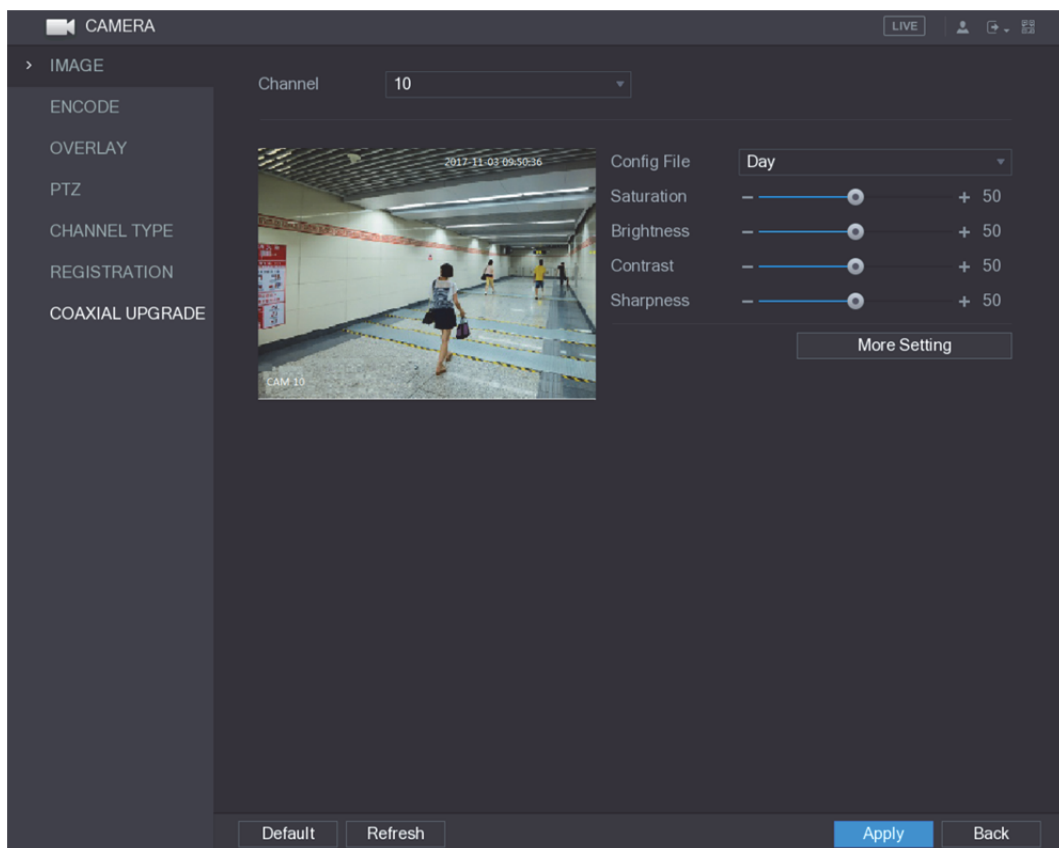 CAMERA
LIVE
IMAGE
ENCODE
OVERLAY
PTZ
CHANNEL TYPE
REGISTRATION
COAXIAL UPGRADE
Channel 10
2017-11-03 09:50:36
CAM 10
Config File Day
Saturation 50
Brightness 50
Contrast 50
Sharpness 50
More Setting
Default Refresh Apply Back